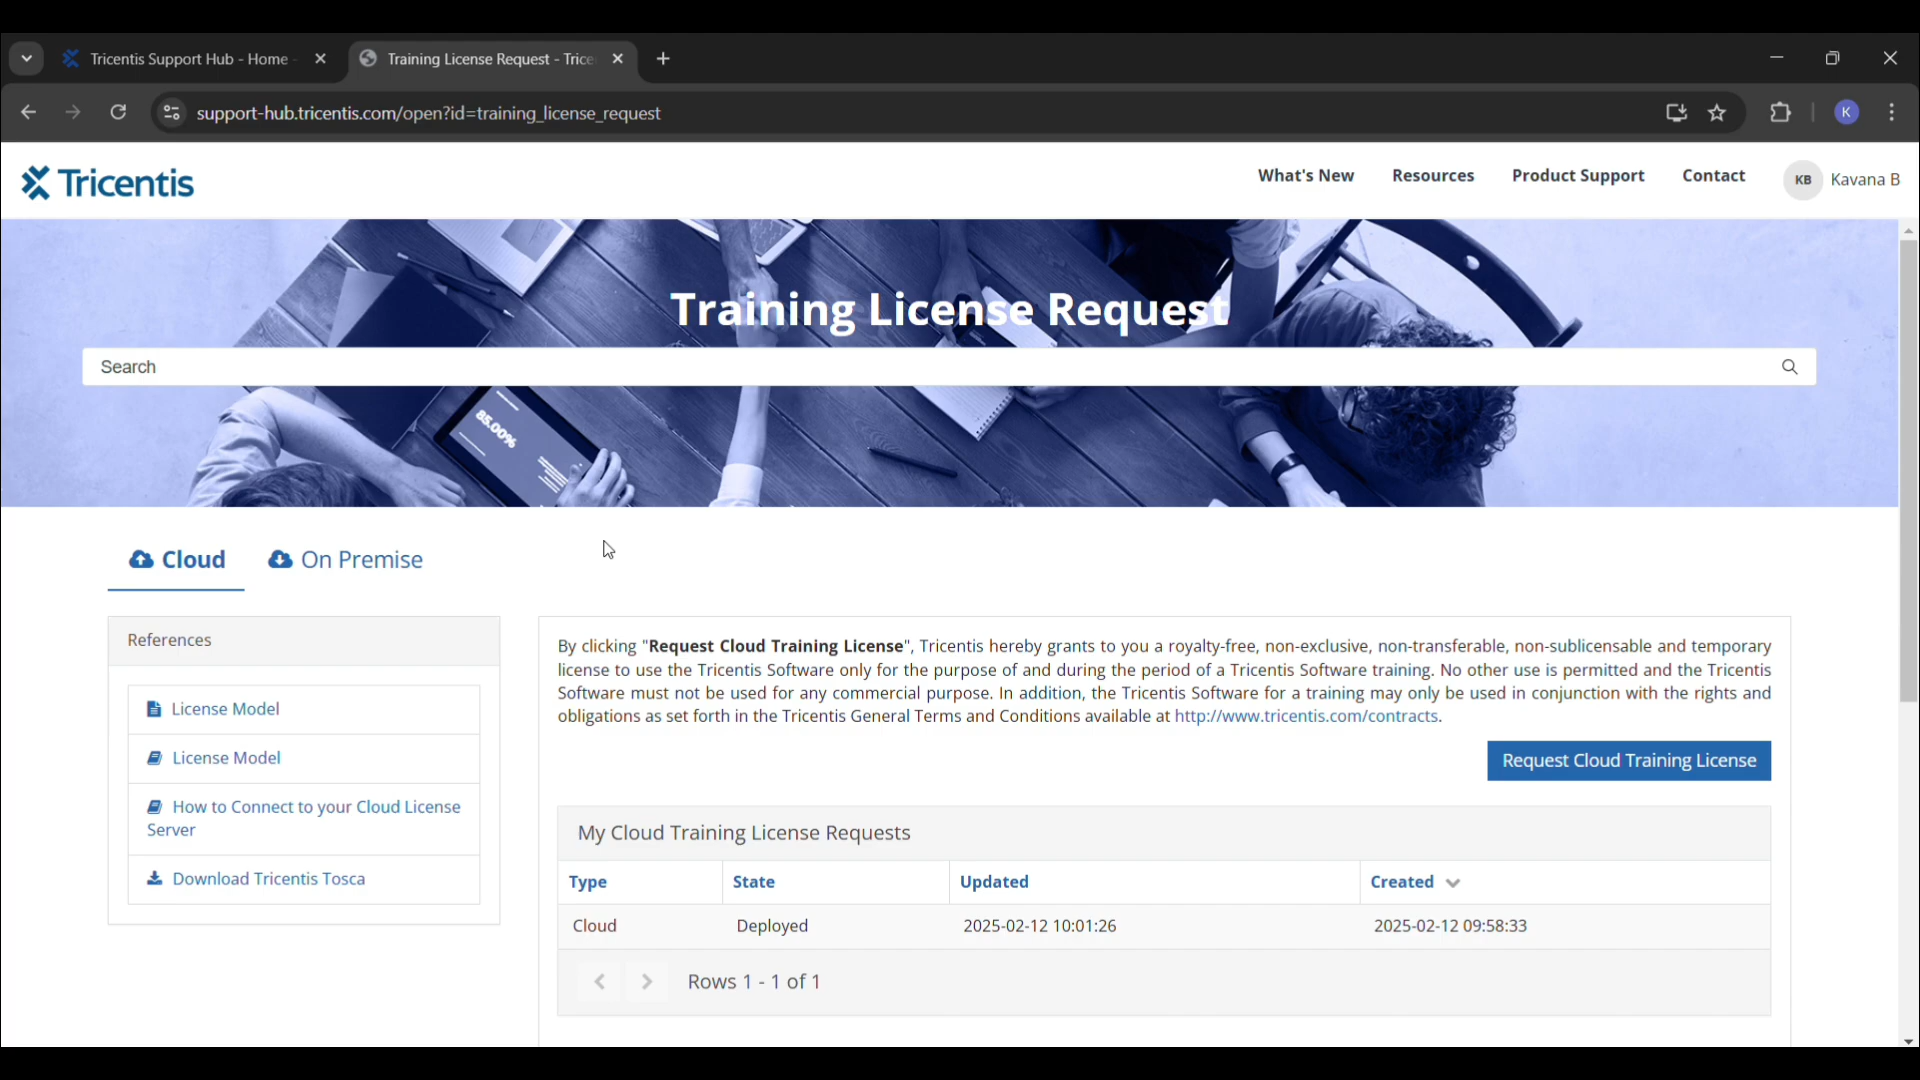 Tricentis Support Hub - Home -
Training License Request - Trice
support-hub.tricentis.com/open?id=training_license_request
K
Tricentis
What's New
Resources
Product Support
Contact
KB
Kavana B
Training License Request
Search
85.00%
Cloud
On Premise
References
License Model
License Model
How to Connect to your Cloud License
Server
Download Tricentis Tosca
By clicking "Request Cloud Training License", Tricentis hereby grants to you a royalty-free, non-exclusive, non-transferable, non-sublicensable and temporary
license to use the Tricentis Software only for the purpose of and during the period of a Tricentis Software training. No other use is permitted and the Tricentis
Software must not be used for any commercial purpose. In addition, the Tricentis Software for a training may only be used in conjunction with the rights and
obligations as set forth in the Tricentis General Terms and Conditions available at http://www.tricentis.com/contracts.
Request Cloud Training License
My Cloud Training License Requests
Type State Updated Created
Cloud Deployed 2025-02-12 10:01:26 2025-02-12 09:58:33
Rows 1 - 1 of 1